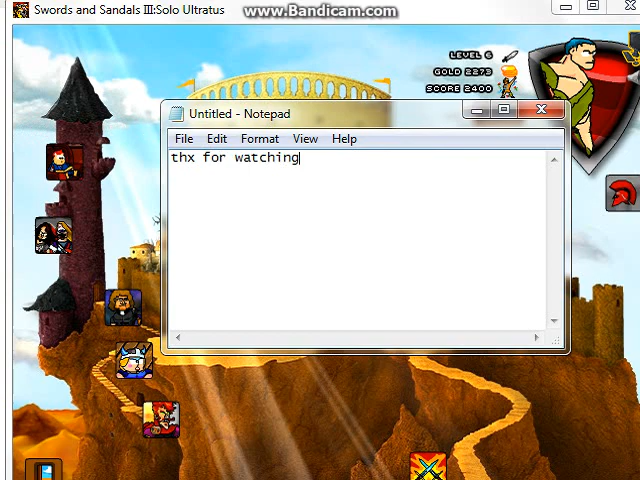 Swords and Sandals III:Solo Ultratus
www.Bandicam.com
LEVEL 6
GOLD 2273
SCORE 2400
Untitled - Notepad
File Edit Format View Help
thx for watching